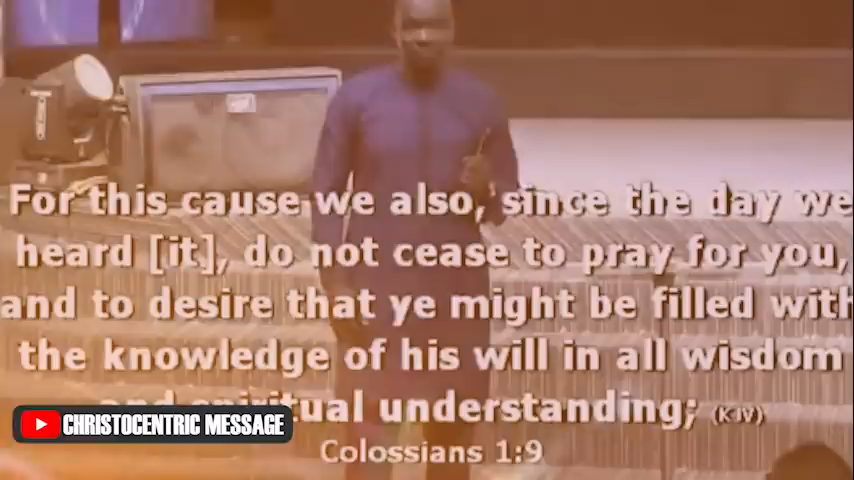 For this cause we also, since the day we
heard [it], do not cease to pray for you,
and to desire that ye might be filled with
the knowledge of his will in all wisdom
and spiritual understanding; (KJV)
CHRISTOCENTRIC MESSAGE
Colossians 1:9